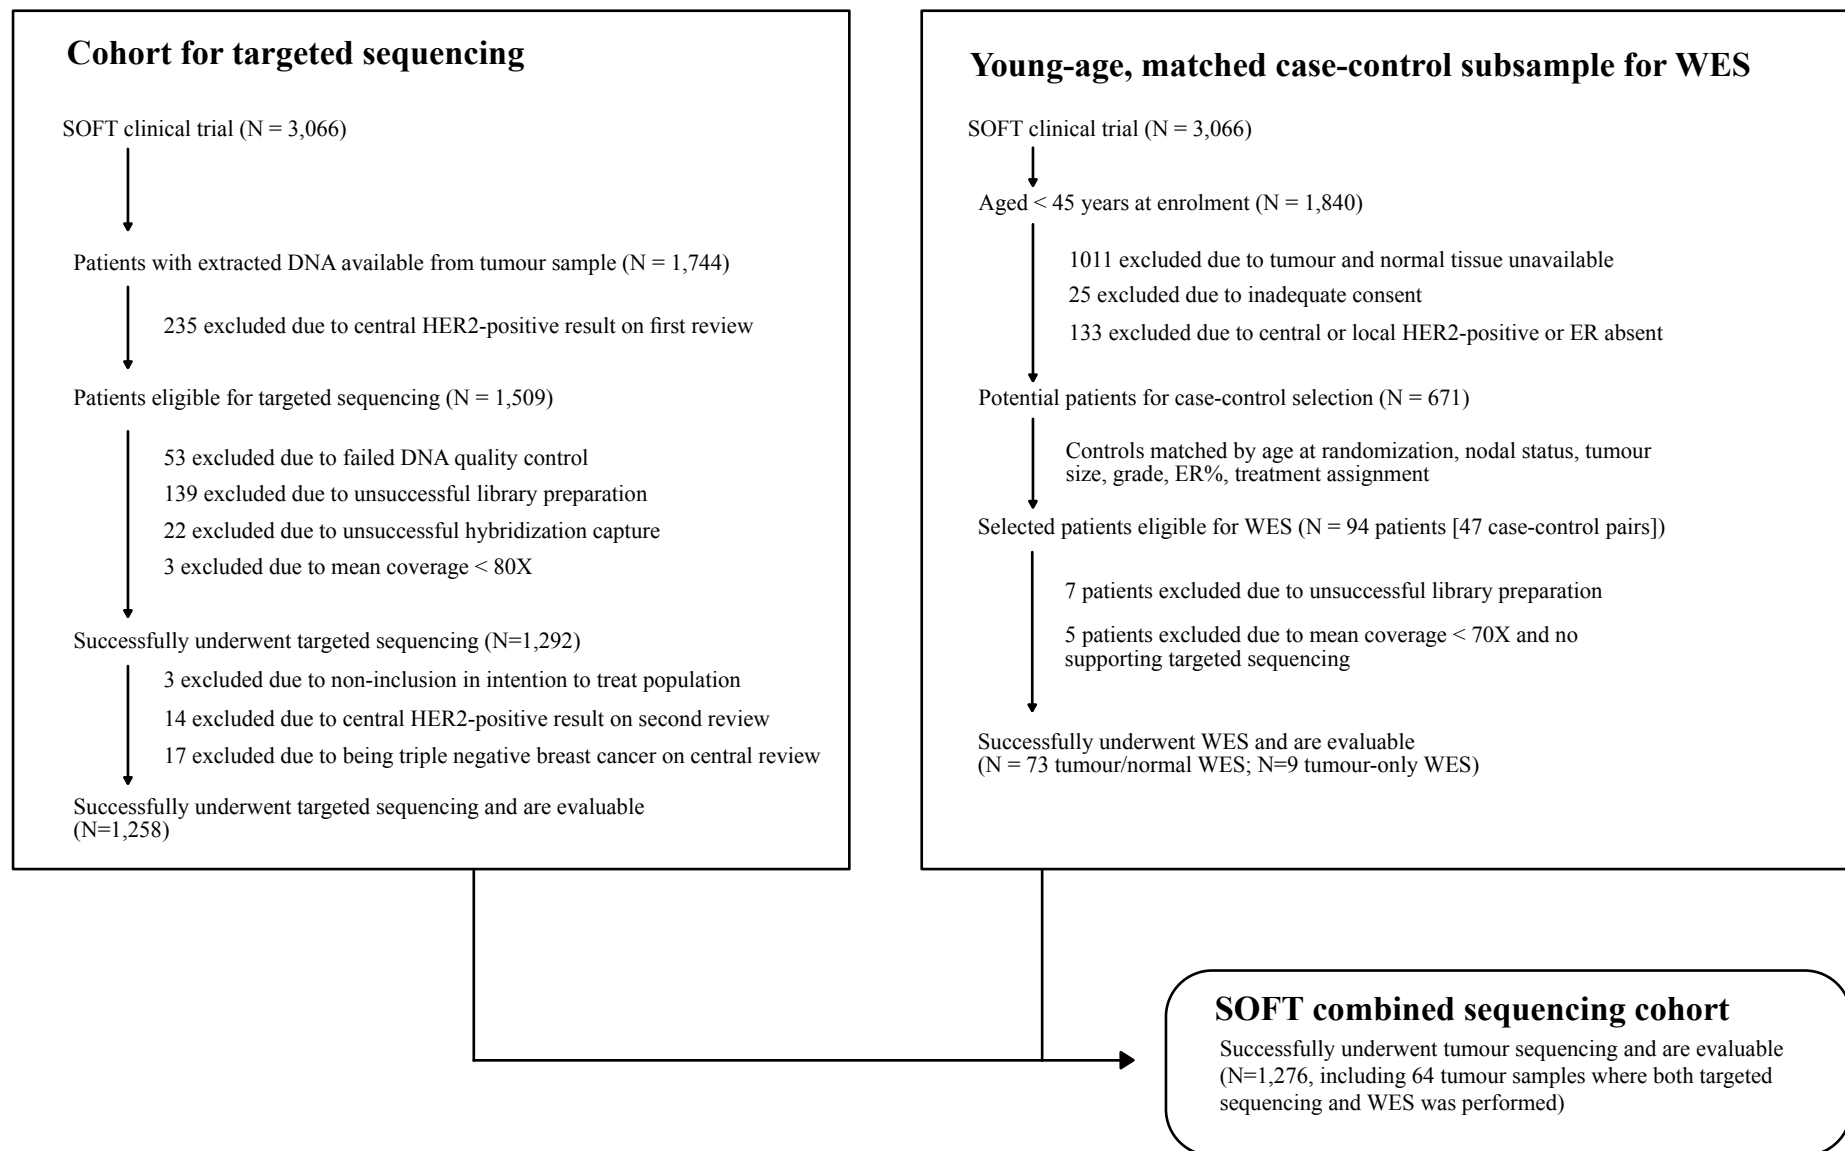 Cohort for targeted sequencing
SOFT clinical trial (N = 3,066)
Patients with extracted DNA available from tumour sample (N = 1,744)
235 excluded due to central HER2-positive result on first review
Patients eligible for targeted sequencing (N = 1,509)
53 excluded due to failed DNA quality control
139 excluded due to unsuccessful library preparation
22 excluded due to unsuccessful hybridization capture
3 excluded due to mean coverage < 80X
Successfully underwent targeted sequencing (N=1,292)
3 excluded due to non-inclusion in intention to treat population
14 excluded due to central HER2-positive result on second review
17 excluded due to being triple negative breast cancer on central review
Successfully underwent targeted sequencing and are evaluable
(N=1,258)
Young-age, matched case-control subsample for WES
SOFT clinical trial (N = 3,066)
Aged < 45 years at enrolment (N = 1,840)
1011 excluded due to tumour and normal tissue unavailable
25 excluded due to inadequate consent
133 excluded due to central or local HER2-positive or ER absent
Potential patients for case-control selection (N = 671)
Controls matched by age at randomization, nodal status, tumour
size, grade, ER%, treatment assignment
Selected patients eligible for WES (N = 94 patients [47 case-control pairs])
7 patients excluded due to unsuccessful library preparation
5 patients excluded due to mean coverage < 70X and no
supporting targeted sequencing
Successfully underwent WES and are evaluable
(N = 73 tumour/normal WES; N=9 tumour-only WES)
SOFT combined sequencing cohort
Successfully underwent tumour sequencing and are evaluable
(N=1,276, including 64 tumour samples where both targeted
sequencing and WES was performed)